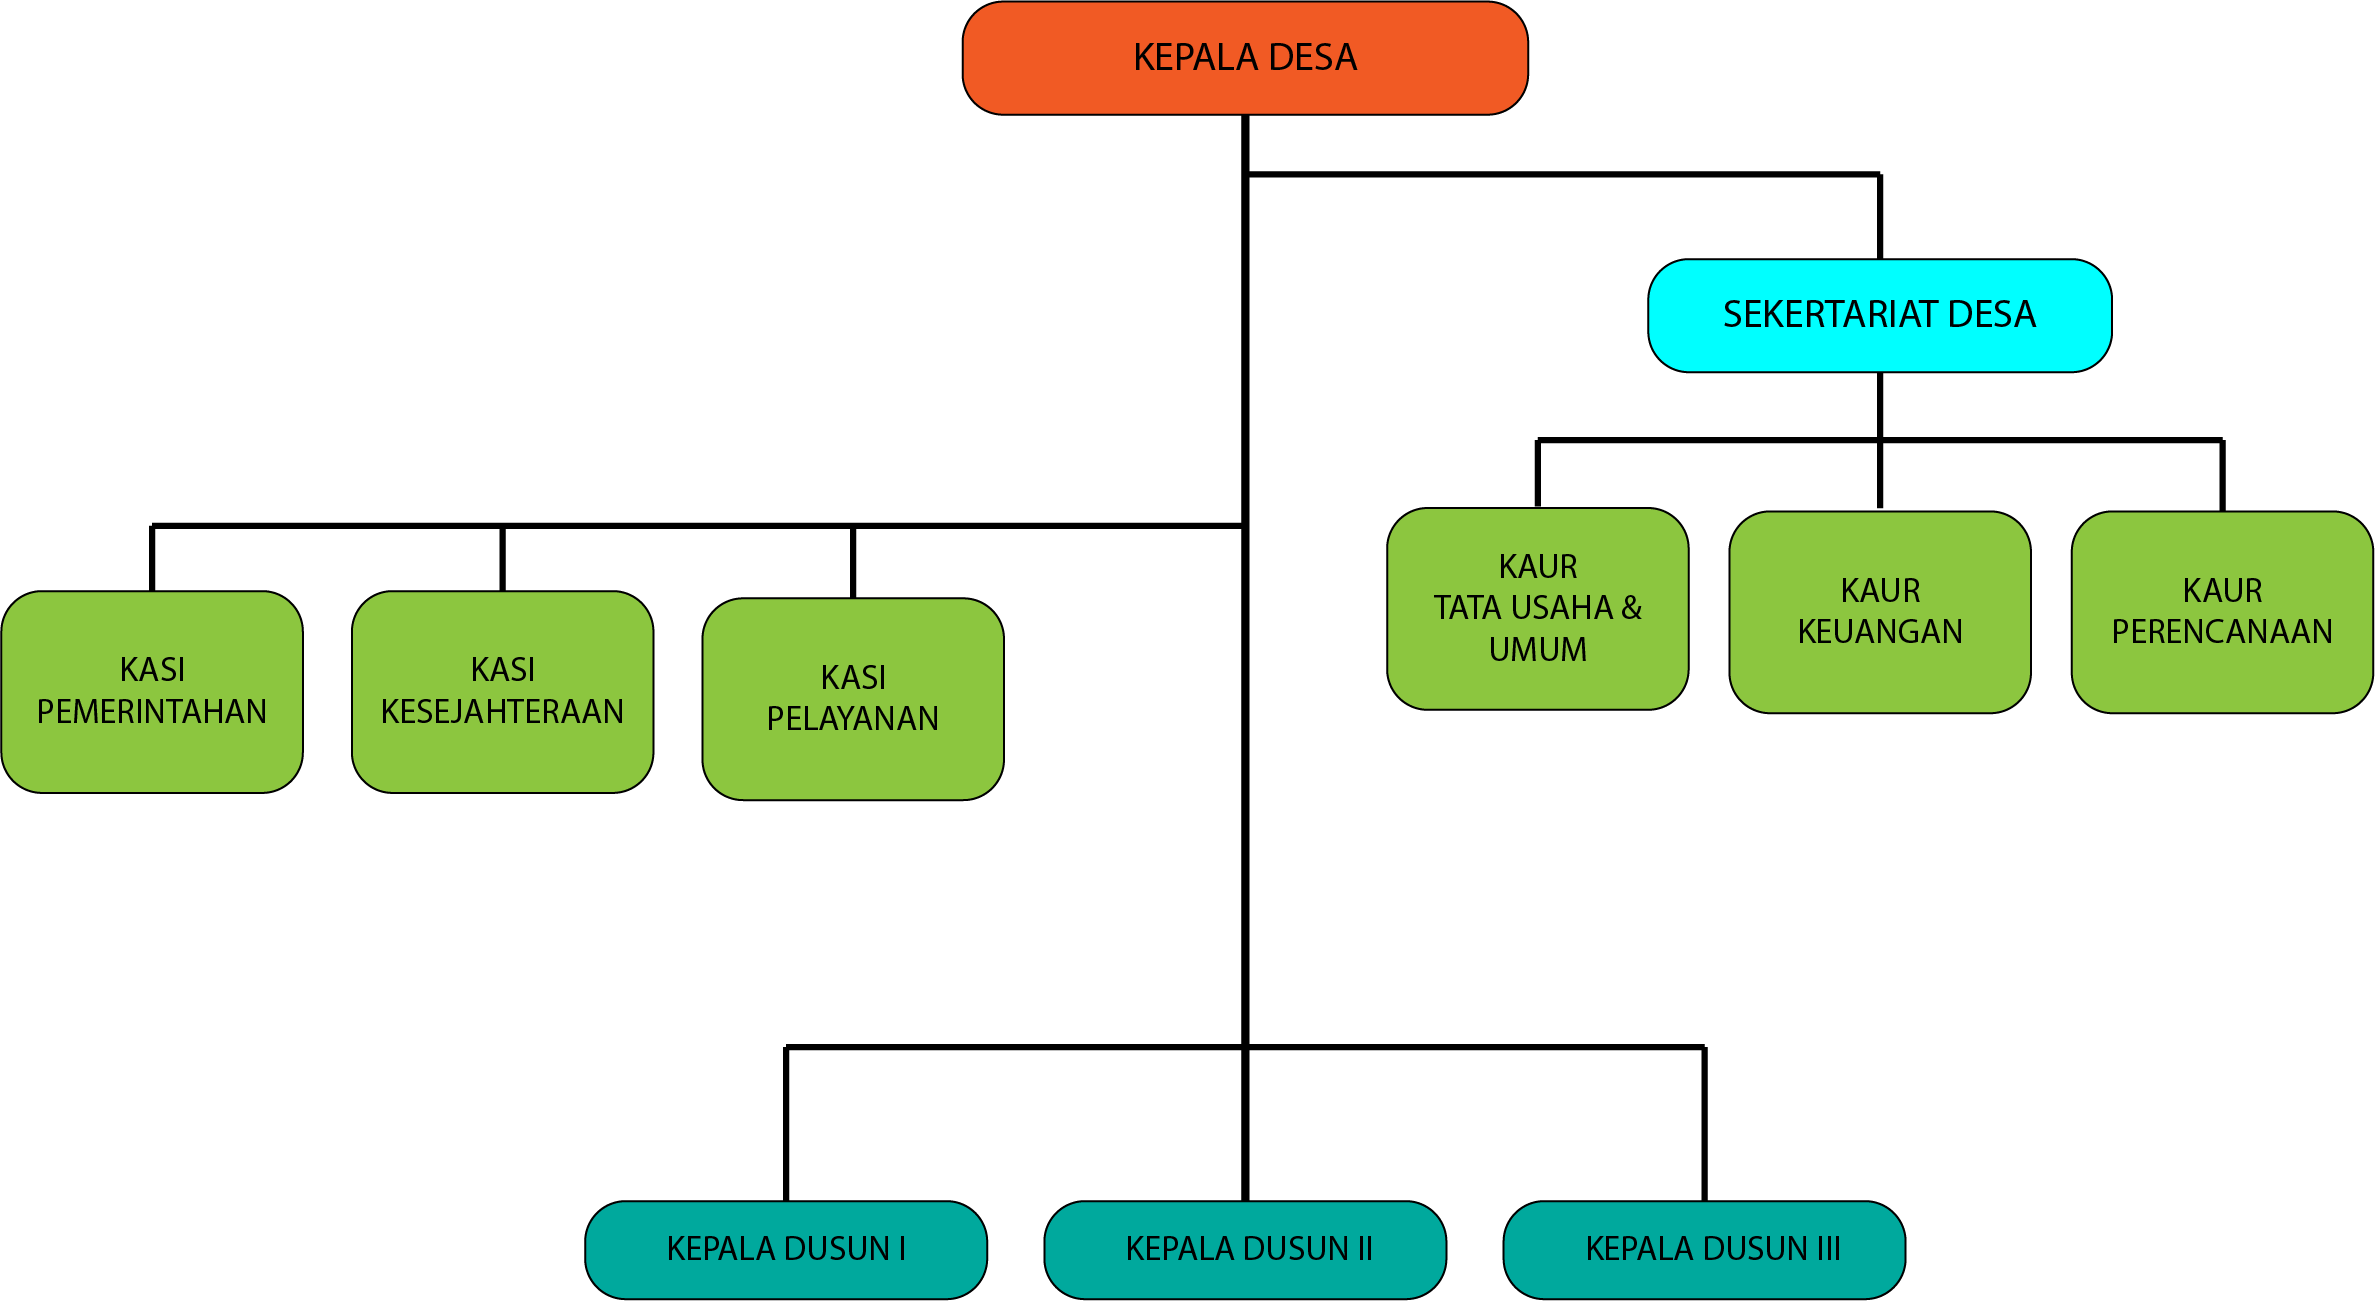 KEPALA DESA
SEKERTARIAT DESA
KAUR
TATA USAHA &
UMUM
KAUR
KEUANGAN
KAUR
PERENCANAAN
KASI
PEMERINTAHAN
KASI
KESEJAHTERAAN
KASI
PELAYANAN
KEPALA DUSUN I
KEPALA DUSUN II
KEPALA DUSUN III